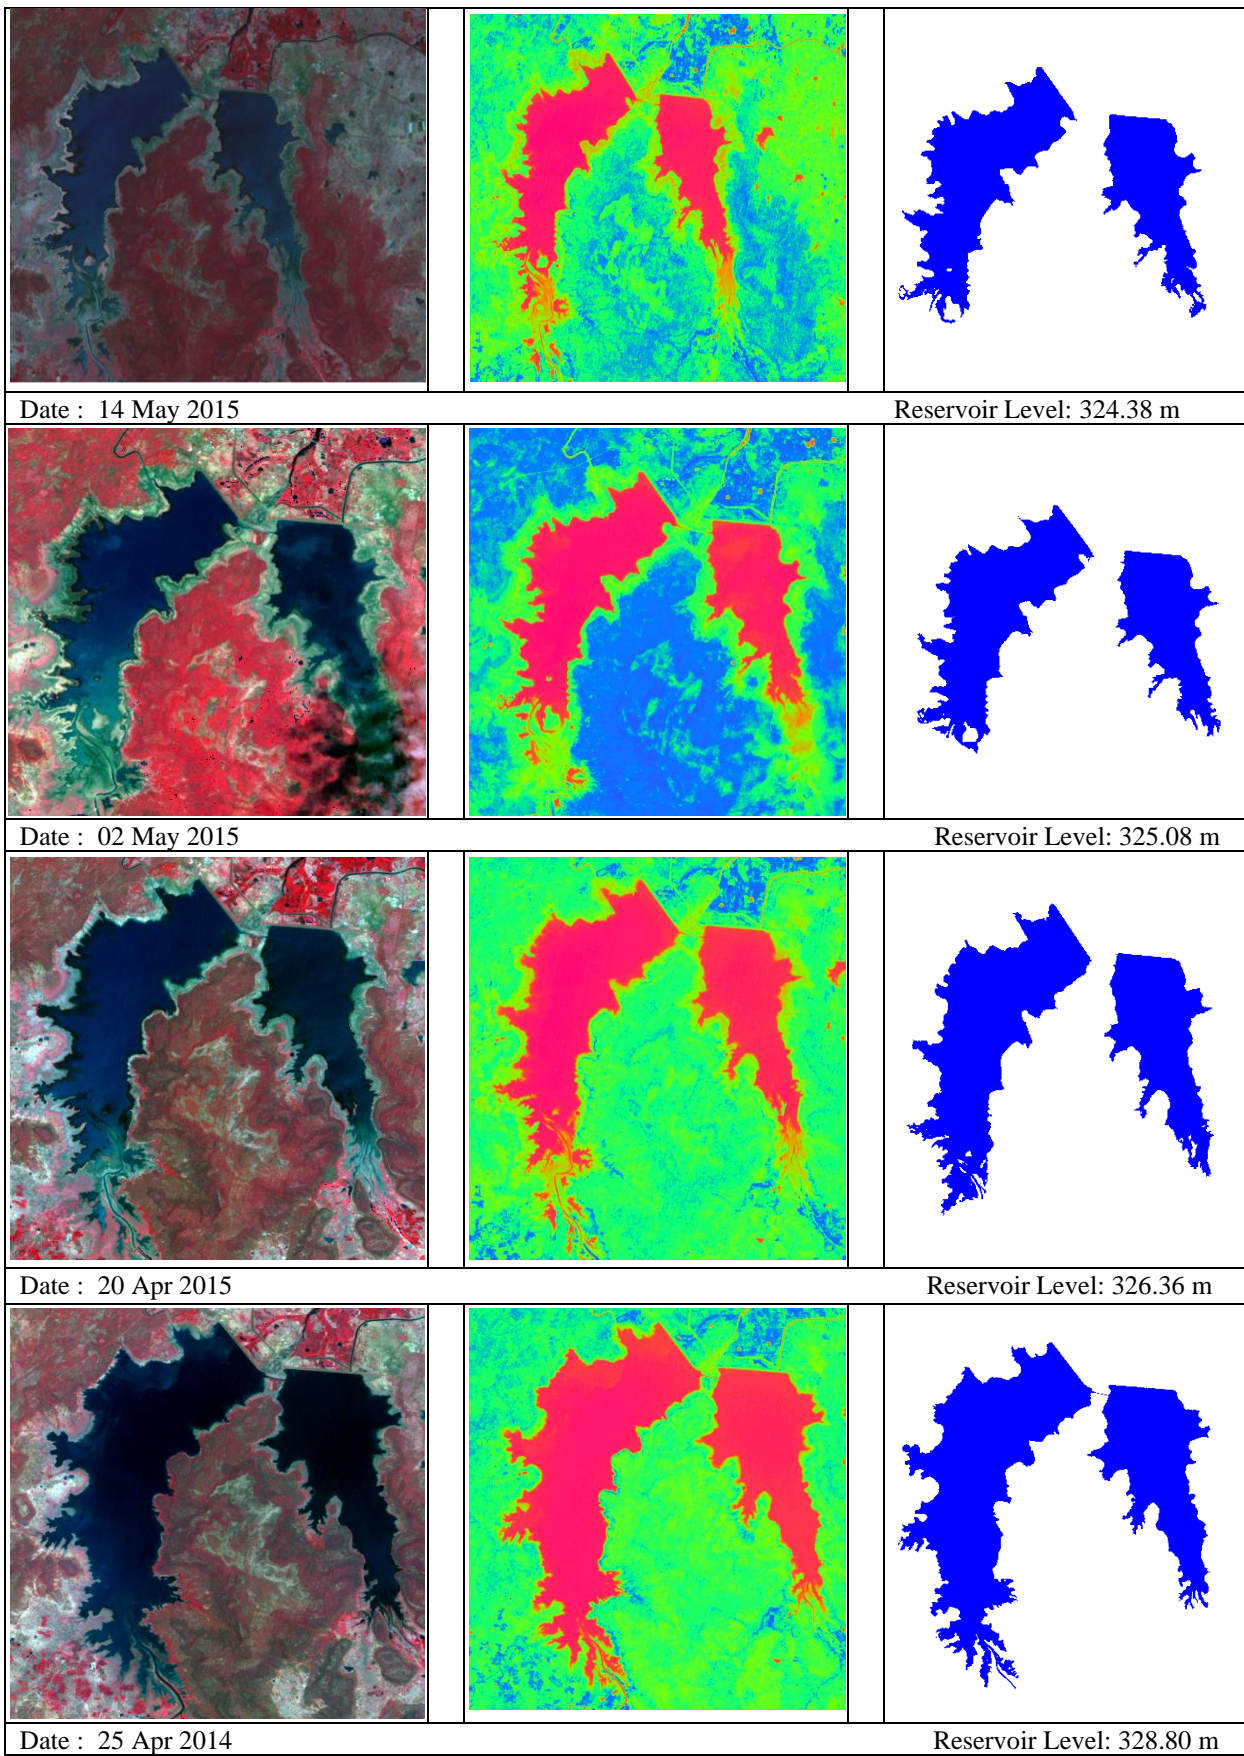 Date :  14 May 2015 Reservoir Level: 324.38 m
Date :  02 May 2015 Reservoir Level: 325.08 m
Date :  20 Apr 2015 Reservoir Level: 326.36 m
Date :  25 Apr 2014 Reservoir Level: 328.80 m